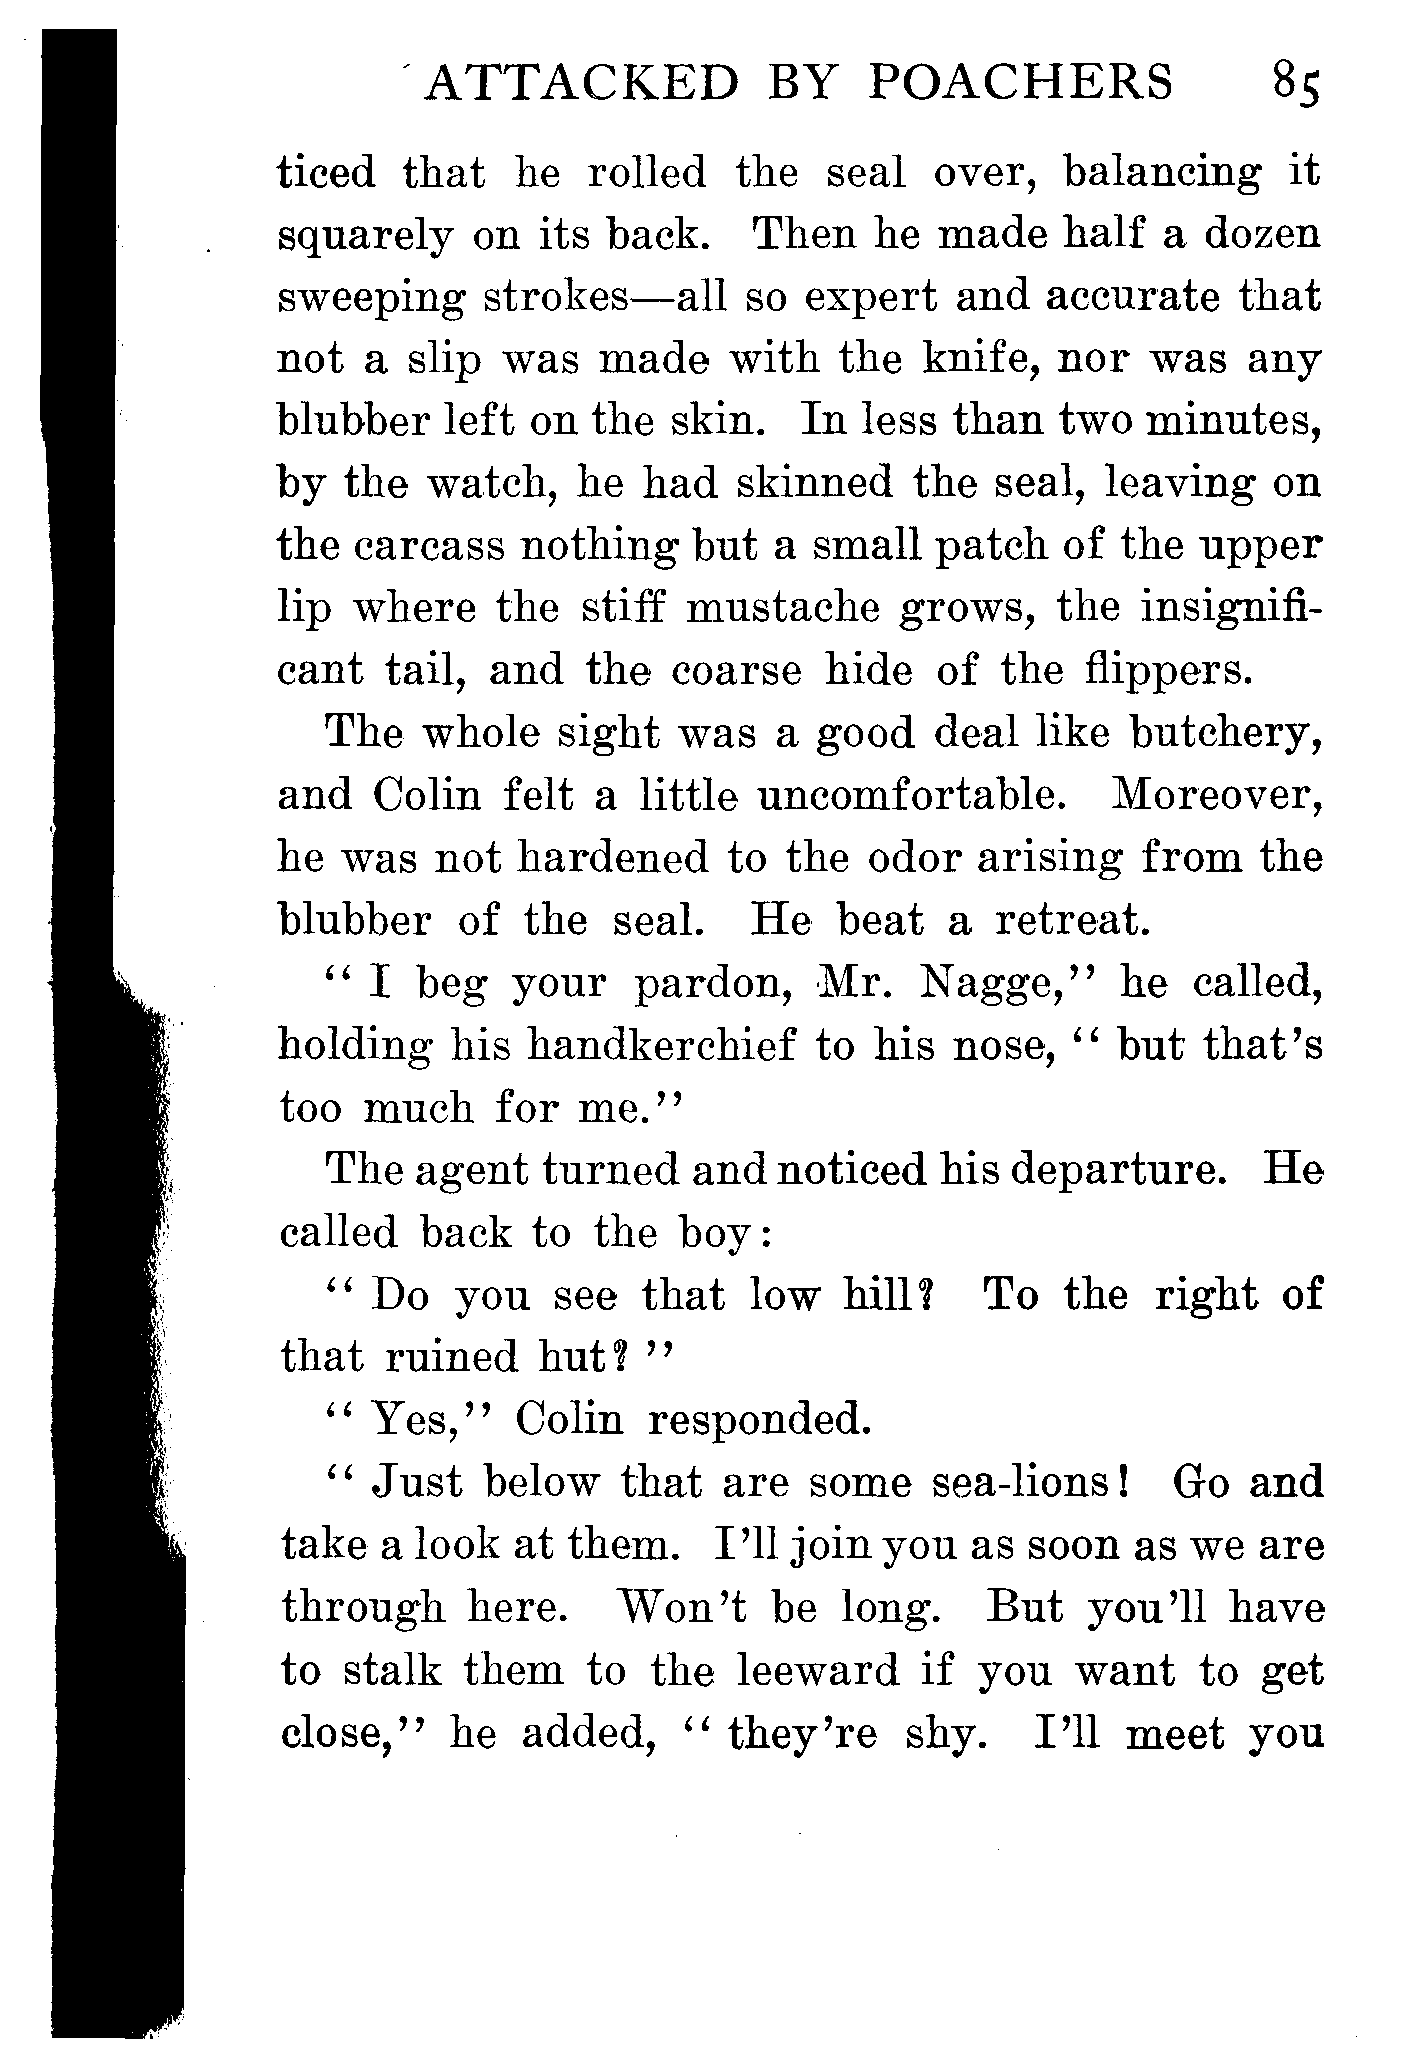 ATTACKED BY POACHERS 85
ticed that he rolled the seal over, balancing it
squarely on its back. Then he made half a dozen
sweeping strokes—all so expert and accurate that
not a slip was made with the knife, nor was any
blubber left on the skin. In less than two minutes,
by the watch, he had skinned the seal, leaving on
the carcass nothing but a small patch of the upper
lip where the stiff mustache grows, the insignifi-
cant tail, and the coarse hide of the flippers.
The whole sight was a good deal like butchery,
and Colin felt a little uncomfortable. Moreover,
he was not hardened to the odor arising from the
blubber of the seal. He beat a retreat.
“ I beg your pardon, Mr. Nagge,” he called,
holding his handkerchief to his nose, “ but that’s
too much for me.”
The agent turned and noticed his departure. He
called back to the boy:
“ Do you see that low hill? To the right of
that ruined hut? ”
“ Yes,” Colin responded.
“ Just below that are some sea-lions! Go and
take a look at them. I’ll join you as soon as we are
through here. Won’t be long. But you’ll have
to stalk them to the leeward if you want to get
close,” he added, “ they’re shy. I’ll meet you